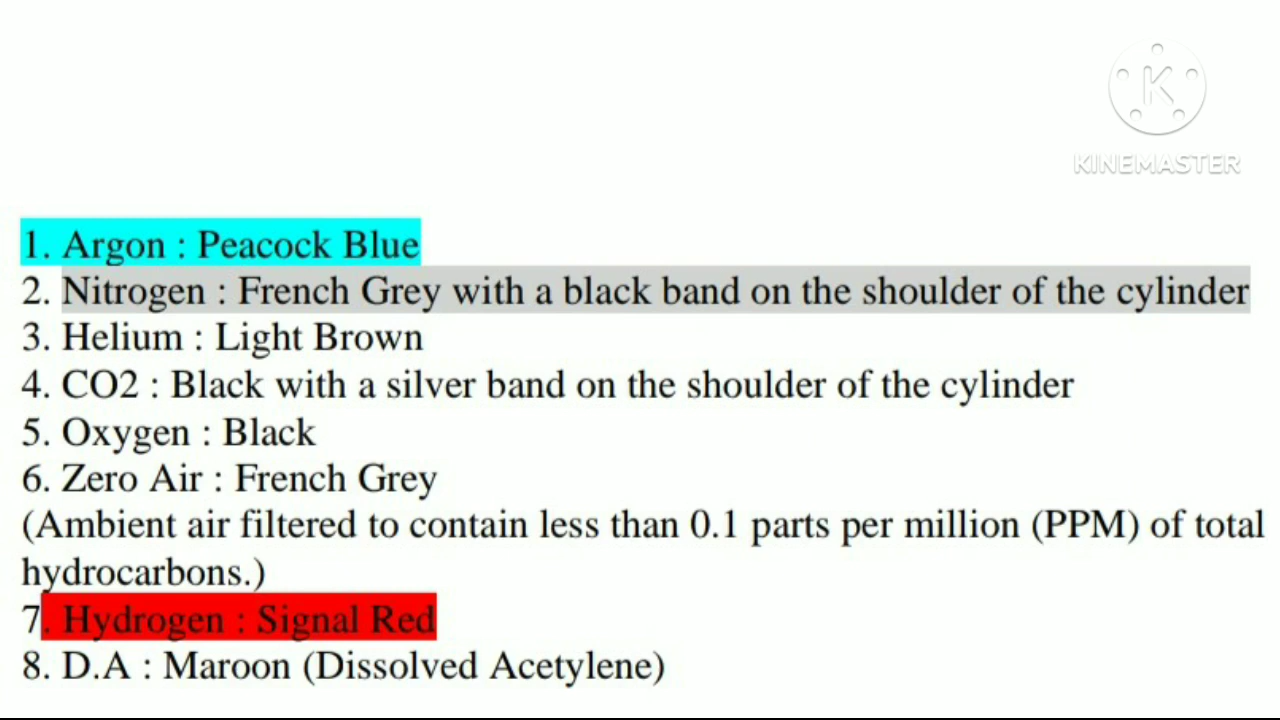 K
KINEMASTER
1. Argon : Peacock Blue
2. Nitrogen : French Grey with a black band on the shoulder of the cylinder
3. Helium : Light Brown
4. CO2 : Black with a silver band on the shoulder of the cylinder
5. Oxygen : Black
6. Zero Air : French Grey
(Ambient air filtered to contain less than 0.1 parts per million (PPM) of total
hydrocarbons.)
7. Hydrogen : Signal Red
8. D.A : Maroon (Dissolved Acetylene)